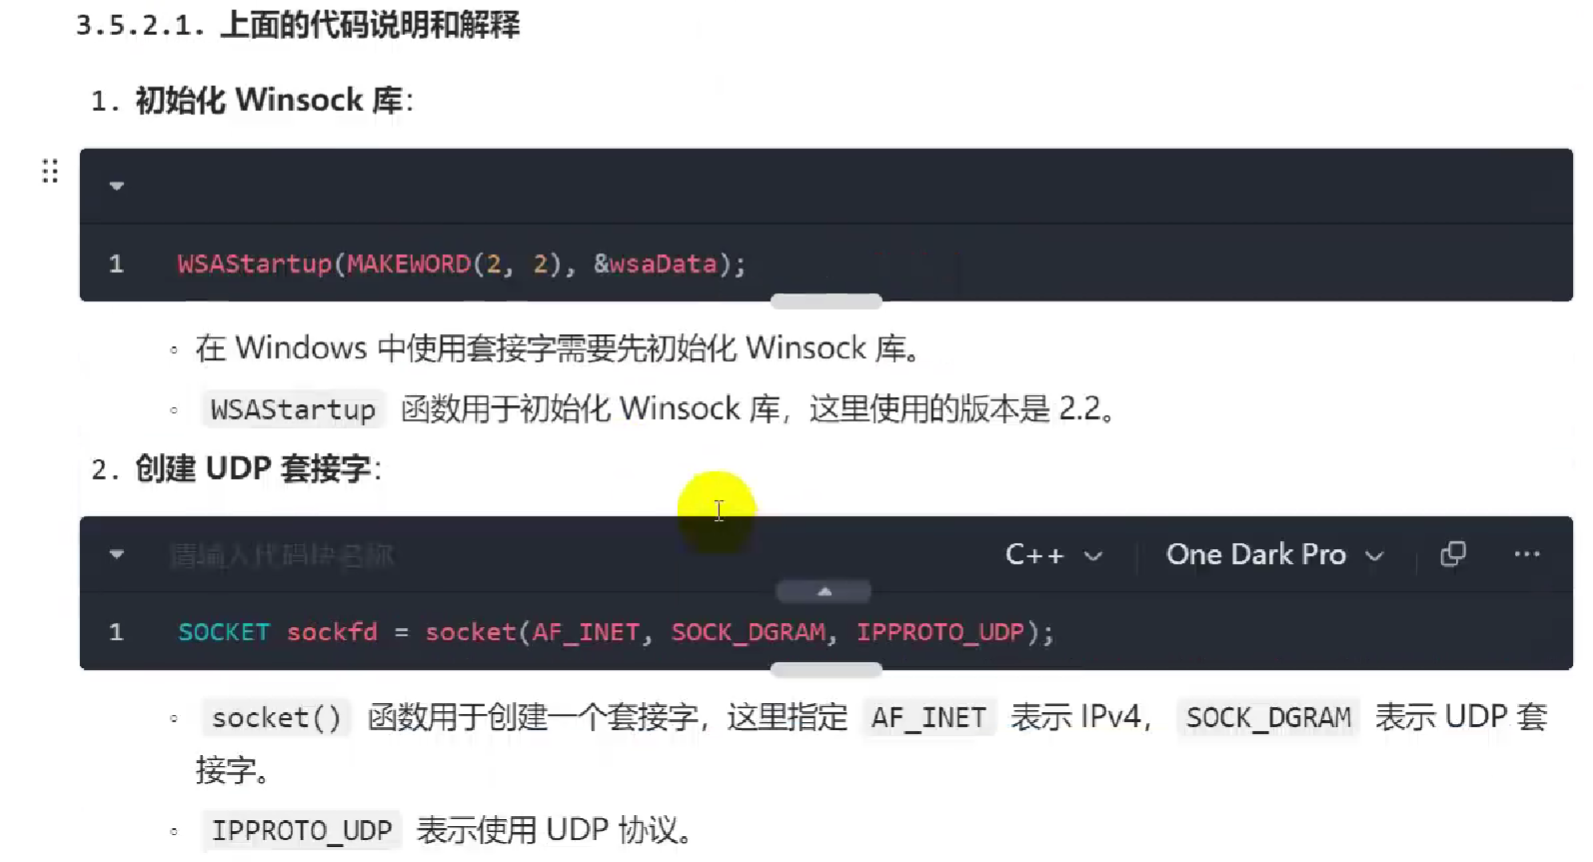 3.5.2.1. 上面的代码说明和解释
1. 初始化 Winsock 库：
1 WSAStartup(MAKEWORD(2, 2), &wsaData);
◦ 在 Windows 中使用套接字需要先初始化 Winsock 库。
◦ WSAStartup 函数用于初始化 Winsock 库，这里使用的版本是 2.2。
2. 创建 UDP 套接字：
请输入代码块名称 C++ One Dark Pro
1 SOCKET sockfd = socket(AF_INET, SOCK_DGRAM, IPPROTO_UDP);
◦ socket() 函数用于创建一个套接字，这里指定 AF_INET 表示 IPv4， SOCK_DGRAM 表示 UDP 套
接字。
◦ IPPROTO_UDP 表示使用 UDP 协议。